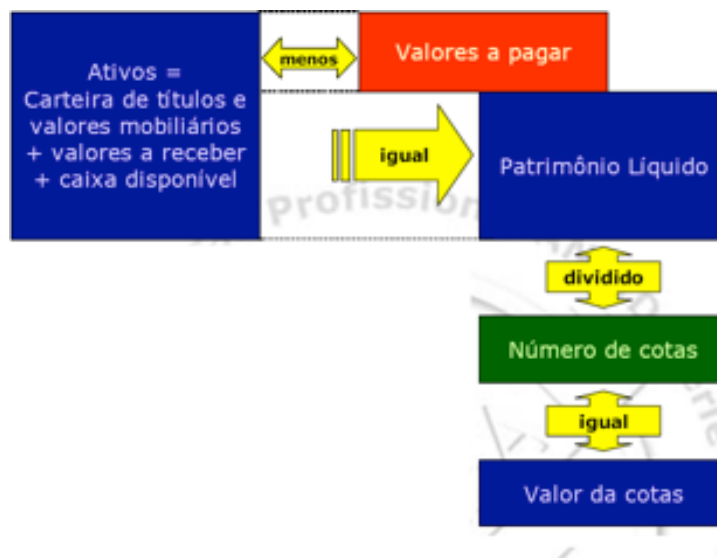 Ativos =
Carteira de títulos e
valores mobiliários
+ valores a receber
+ caixa disponível
menos
Valores a pagar
igual
Patrimônio Líquido
dividido
Número de cotas
igual
Valor da cotas